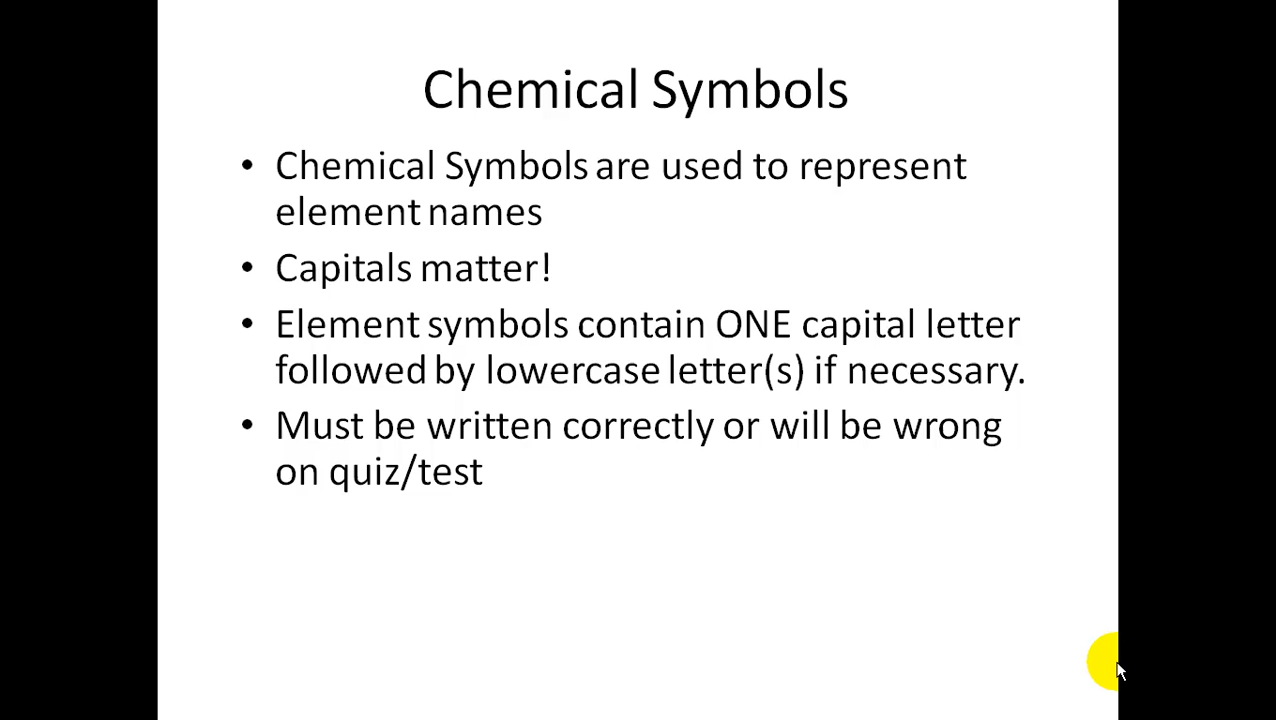 Chemical Symbols
• Chemical Symbols are used to represent
element names
• Capitals matter!
• Element symbols contain ONE capital letter
followed by lowercase letter(s) if necessary.
• Must be written correctly or will be wrong
on quiz/test